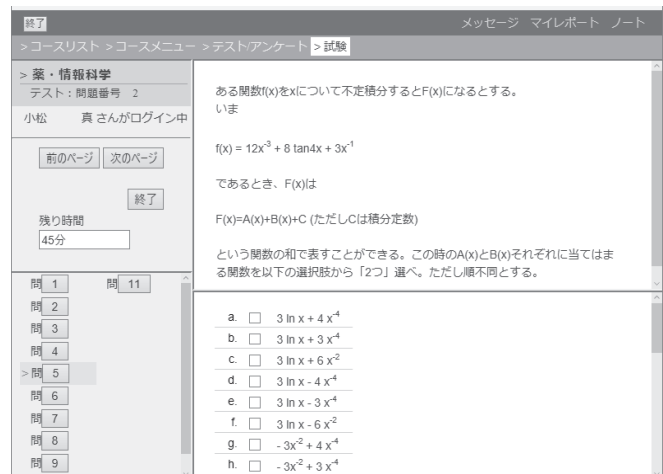 終了
メッセージ マイレポート ノート
>コースリスト >コースメニュー >テスト/アンケート >試験
> 薬・情報科学
テスト:問題番号 2
小松 真 さんがログイン中
前のページ 次のページ
終了
残り時間
45分
問 1 問 11
問 2
問 3
問 4
>問 5
問 6
問 7
問 8
問 9
ある関数f(x)をxについて不定積分するとF(x)になるとする。
いま
f(x) = 12x⁻³ + 8 tan4x + 3x⁻¹
であるとき、F(x)は
F(x)=A(x)+B(x)+C (ただしCは積分定数)
という関数の和で表すことができる。この時のA(x)とB(x)それぞれに当てはま
る関数を以下の選択肢から「2つ」選べ。ただし順不同とする。
a. 3 ln x + 4 x⁻⁴
b. 3 ln x + 3 x⁻⁴
c. 3 ln x + 6 x⁻²
d. 3 ln x - 4 x⁻⁴
e. 3 ln x - 3 x⁻⁴
f. 3 ln x - 6 x⁻²
g. - 3x⁻² + 4 x⁻⁴
h. - 3x⁻² + 3 x⁻⁴